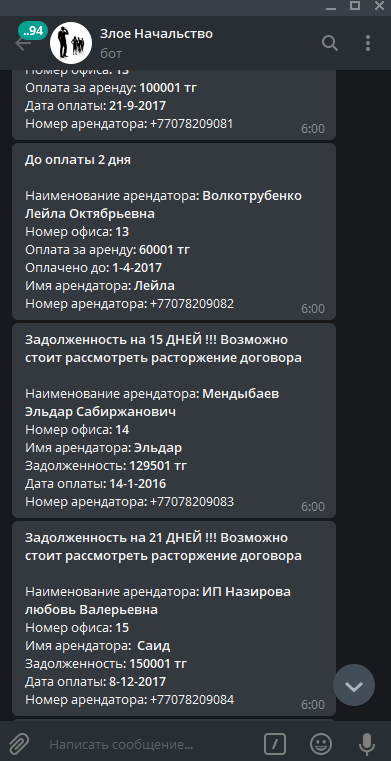 ..94
Злое Начальство
бот
Номер офиса: 13
Оплата за аренду: 100001 тг
Дата оплаты: 21-9-2017
Номер арендатора: +77078209081
6:00
До оплаты 2 дня
Наименование арендатора: Волкотрубенко
Лейла Октябрьевна
Номер офиса: 13
Оплата за аренду: 60001 тг
Оплачено до: 1-4-2017
Имя арендатора: Лейла
Номер арендатора: +77078209082
6:00
Задолженность на 15 ДНЕЙ !!! Возможно
стоит рассмотреть расторжение договора
Наименование арендатора: Мендыбаев
Эльдар Сабиржанович
Номер офиса: 14
Имя арендатора: Эльдар
Задолженность: 129501 тг
Дата оплаты: 14-1-2016
Номер арендатора: +77078209083
6:00
Задолженность на 21 ДНЕЙ !!! Возможно
стоит рассмотреть расторжение договора
Наименование арендатора: ИП Назирова
любовь Валерьевна
Номер офиса: 15
Имя арендатора:  Саид
Задолженность: 150001 тг
Дата оплаты: 8-12-2017
Номер арендатора: +77078209084
6:00
Написать сообщение...